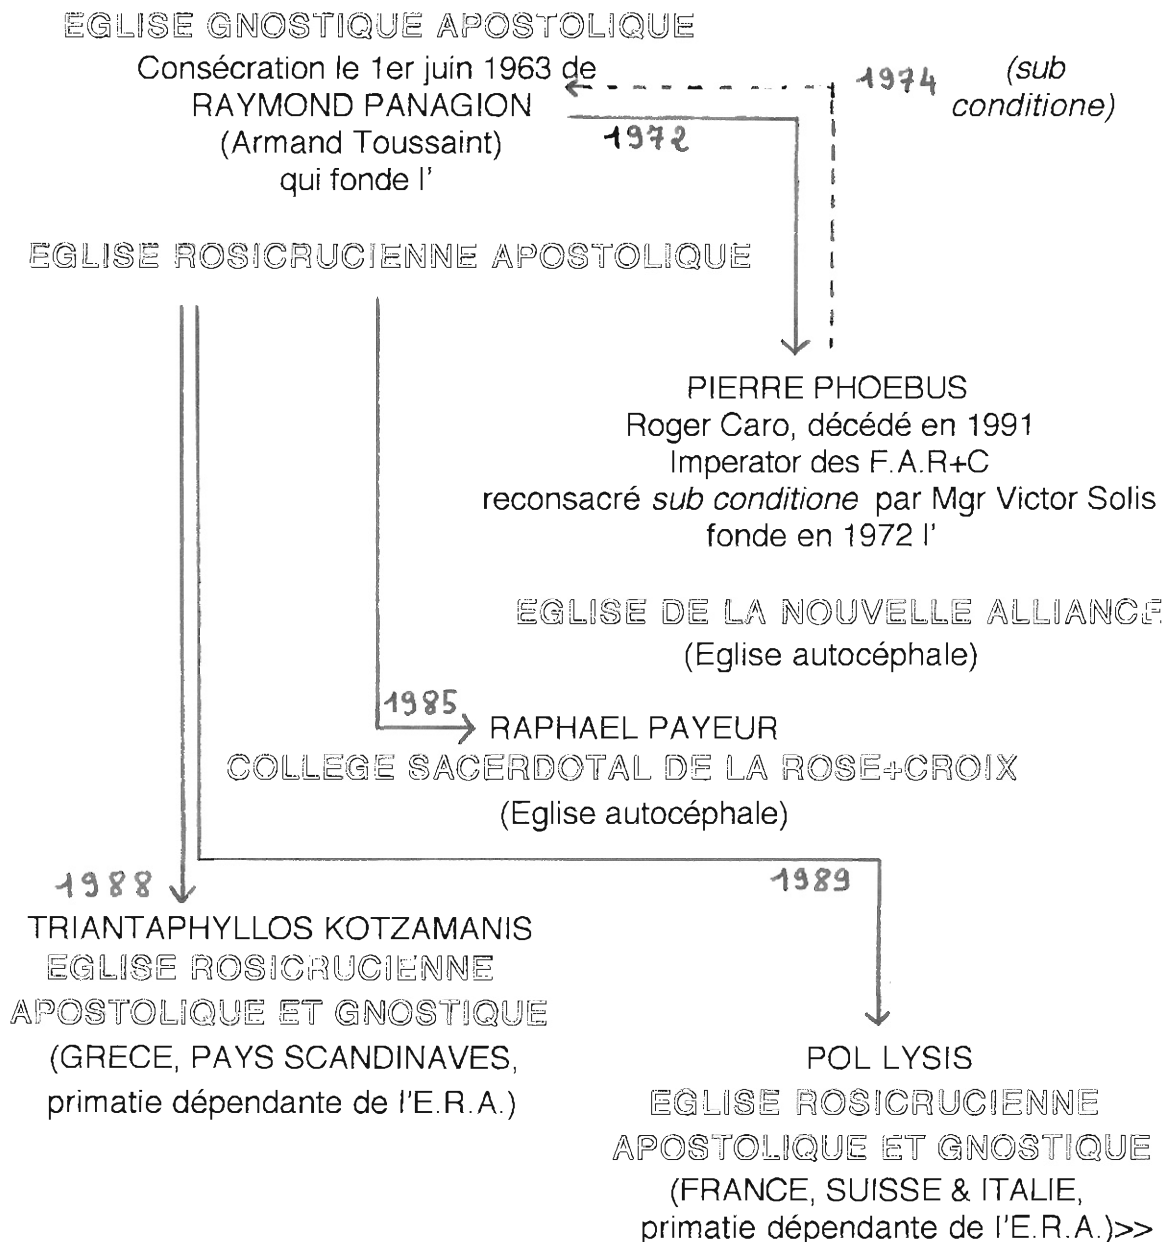 EGLISE GNOSTIQUE APOSTOLIQUE
Consécration le 1er juin 1963 de
RAYMOND PANAGION
(Armand Toussaint)
qui fonde l'
1974
(sub
conditione)
1972
EGLISE ROSICRUCIENNE APOSTOLIQUE
PIERRE PHOEBUS
Roger Caro, décédé en 1991
Imperator des F.A.R+C
reconsacré sub conditione par Mgr Victor Solis
fonde en 1972 l'
EGLISE DE LA NOUVELLE ALLIANCE
(Eglise autocéphale)
1985
RAPHAEL PAYEUR
COLLEGE SACERDOTAL DE LA ROSE+CROIX
(Eglise autocéphale)
1988
TRIANTAPHYLLOS KOTZAMANIS
EGLISE ROSICRUCIENNE
APOSTOLIQUE ET GNOSTIQUE
(GRECE, PAYS SCANDINAVES,
primatie dépendante de l'E.R.A.)
1989
POL LYSIS
EGLISE ROSICRUCIENNE
APOSTOLIQUE ET GNOSTIQUE
(FRANCE, SUISSE & ITALIE,
primatie dépendante de l'E.R.A.)>>